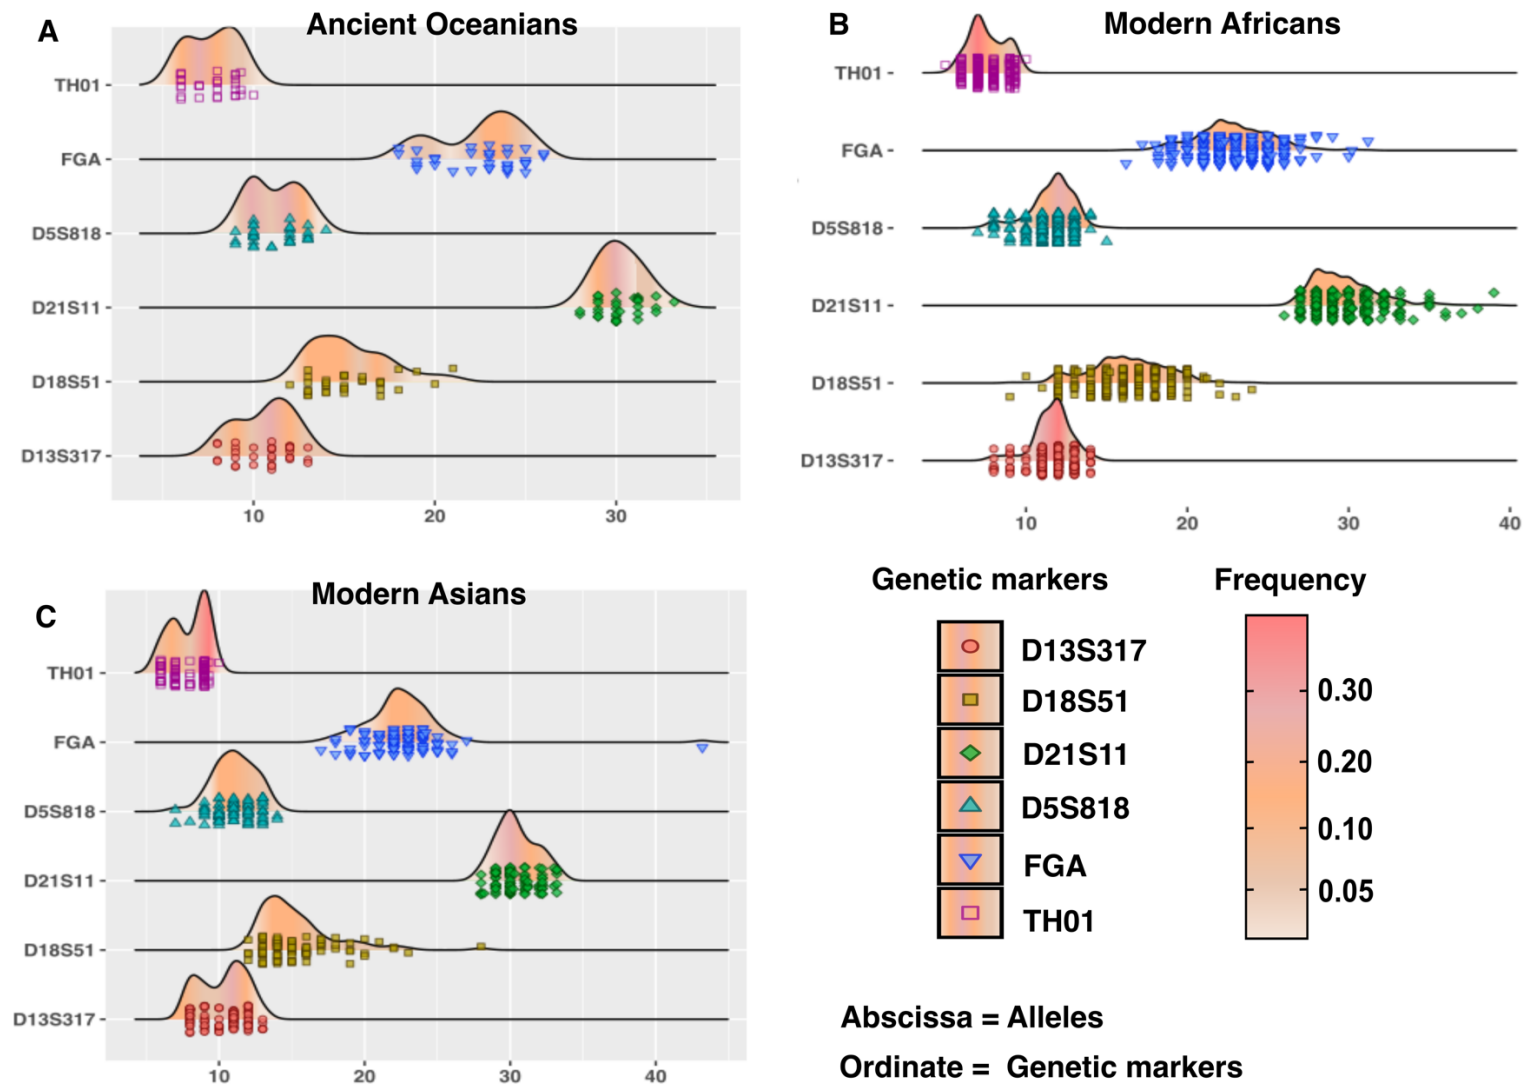 A
Ancient Oceanians
TH01
FGA
D5S818
D21S11
D18S51
D13S317
10 20 30
B
Modern Africans
TH01
FGA
D5S818
D21S11
D18S51
D13S317
10 20 30 40
C
Modern Asians
TH01
FGA
D5S818
D21S11
D18S51
D13S317
10 20 30 40
Genetic markers
D13S317
D18S51
D21S11
D5S818
FGA
TH01
Frequency
0.30
0.20
0.10
0.05
Abscissa = Alleles
Ordinate = Genetic markers